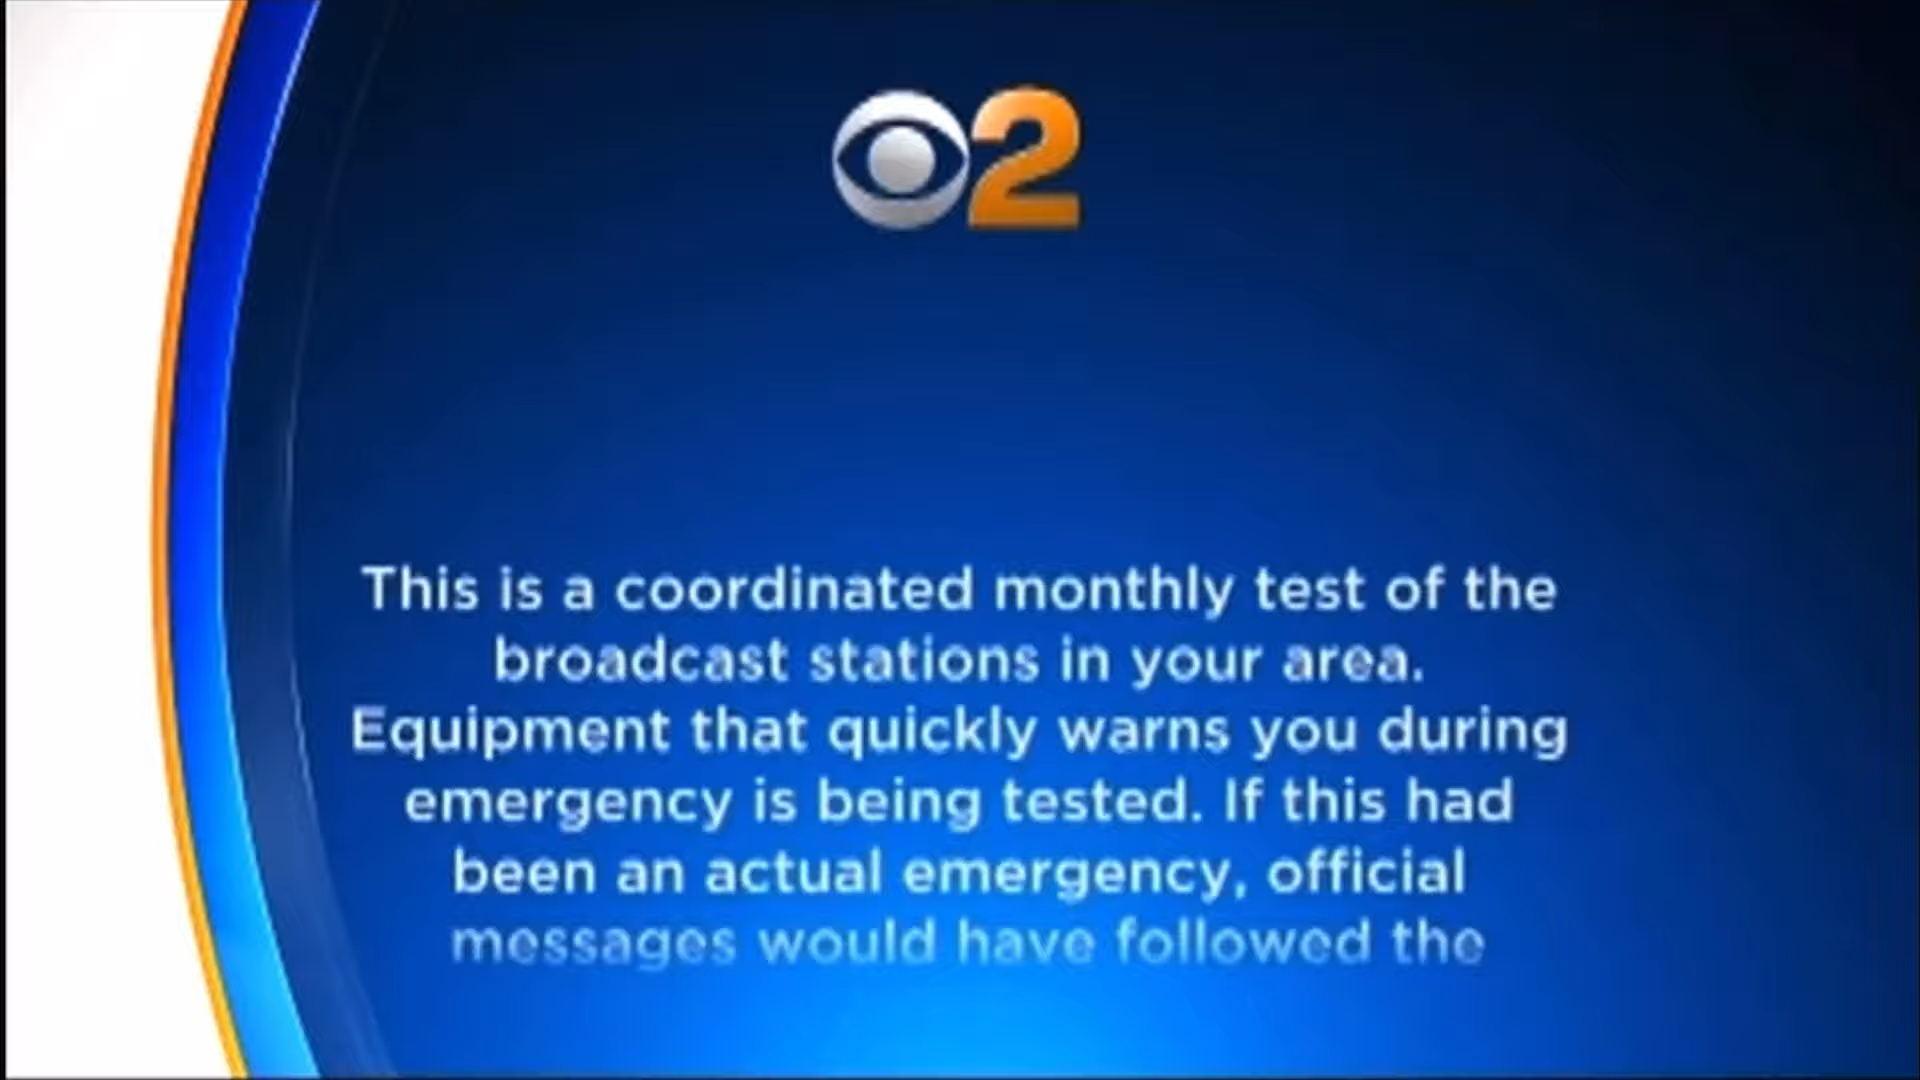 2
This is a coordinated monthly test of the
broadcast stations in your area.
Equipment that quickly warns you during
emergency is being tested. If this had
been an actual emergency, official
messages would have followed the